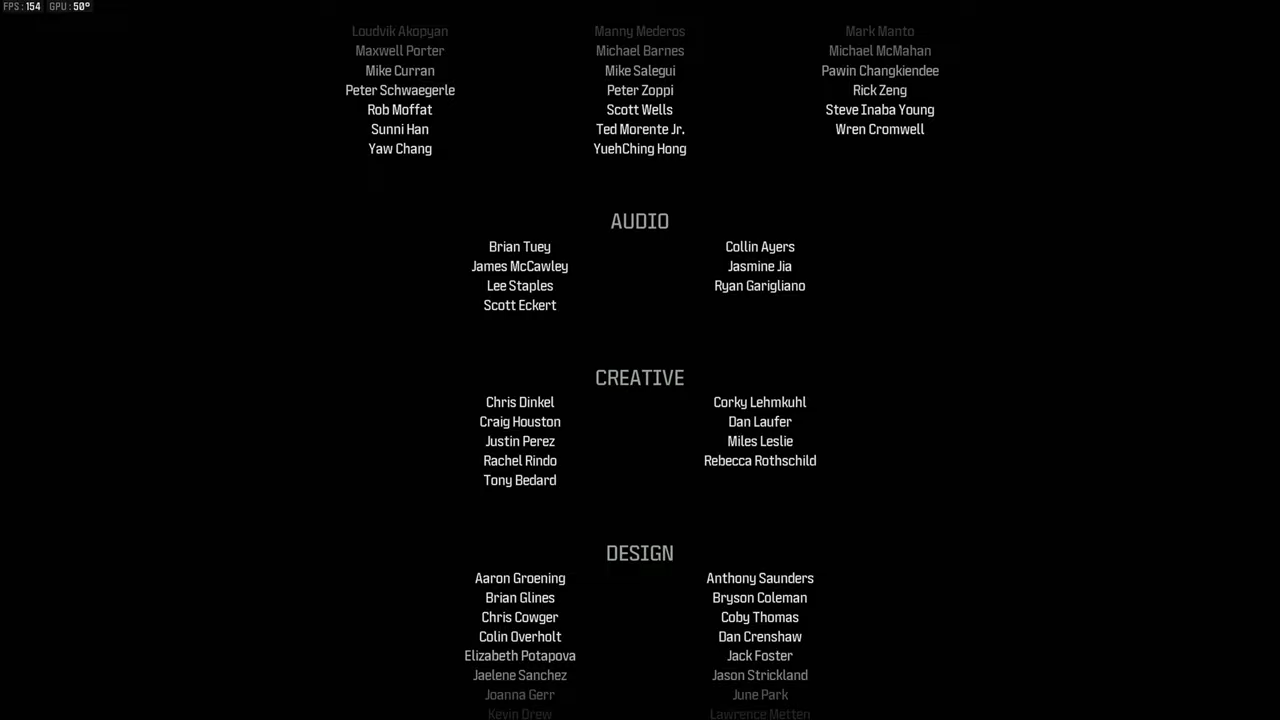 FPS: 154 GPU: 50°
Loudvik Akopyan Manny Mederos Mark Manto
Maxwell Porter Michael Barnes Michael McMahan
Mike Curran Mike Salegui Pawin Changkiendee
Peter Schwaegerle Peter Zoppi Rick Zeng
Rob Moffat Scott Wells Steve Inaba Young
Sunni Han Ted Morente Jr. Wren Cromwell
Yaw Chang YuehChing Hong
AUDIO
Brian Tuey Collin Ayers
James McCawley Jasmine Jia
Lee Staples Ryan Garigliano
Scott Eckert
CREATIVE
Chris Dinkel Corky Lehmkuhl
Craig Houston Dan Laufer
Justin Perez Miles Leslie
Rachel Rindo Rebecca Rothschild
Tony Bedard
DESIGN
Aaron Groening Anthony Saunders
Brian Glines Bryson Coleman
Chris Cowger Coby Thomas
Colin Overholt Dan Crenshaw
Elizabeth Potapova Jack Foster
Jaelene Sanchez Jason Strickland
Joanna Gerr June Park
Kevin Drew Lawrence Metten